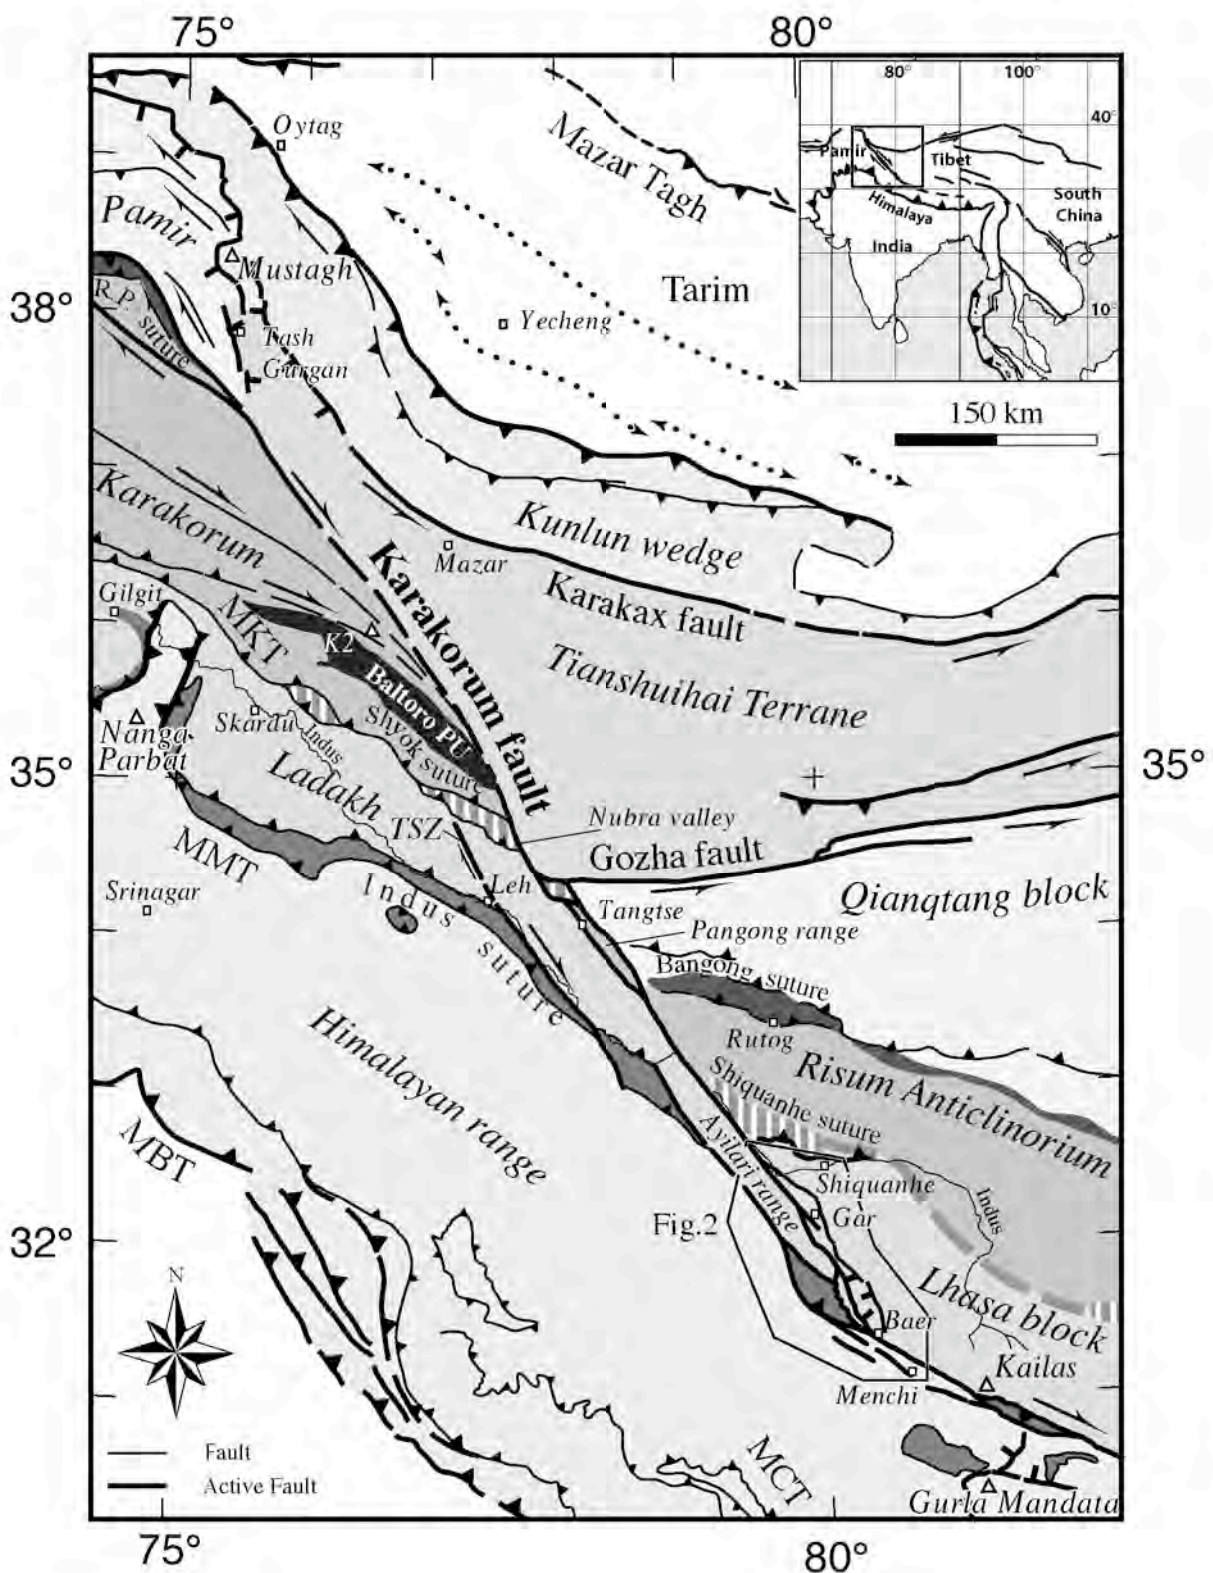 75°
80°
80°
100°
40°
Pamir
Tibet
South
China
Himalaya
India
10°
Oytag
Mazar Tagh
Pamir
Mustagh
Tarim
38°
R.P. suture
Yecheng
Tash
Gurgan
150 km
Karakorum
Kunlun wedge
Mazar
Karakorum fault
Karakax fault
Gilgit
MKT
K2
Tianshuihai Terrane
Baltoro PU
Shyok suture
Skardu
Indus
Nanga
Parbat
35°
35°
Ladakh
TSZ
Nubra valley
MMT
Gozha fault
Srinagar
Leh
Qianqtang block
Indus suture
Tangtse
Pangong range
Bangong suture
Rutog
Himalayan range
Risum Anticlinorium
Shiquanhe suture
MBT
Ayilari range
Shiquanhe
Indus
Fig.2
Gar
32°
N
Lhasa block
Baer
Kailas
Menchi
Fault
Active Fault
MCT
Gurla Mandata
75°
80°